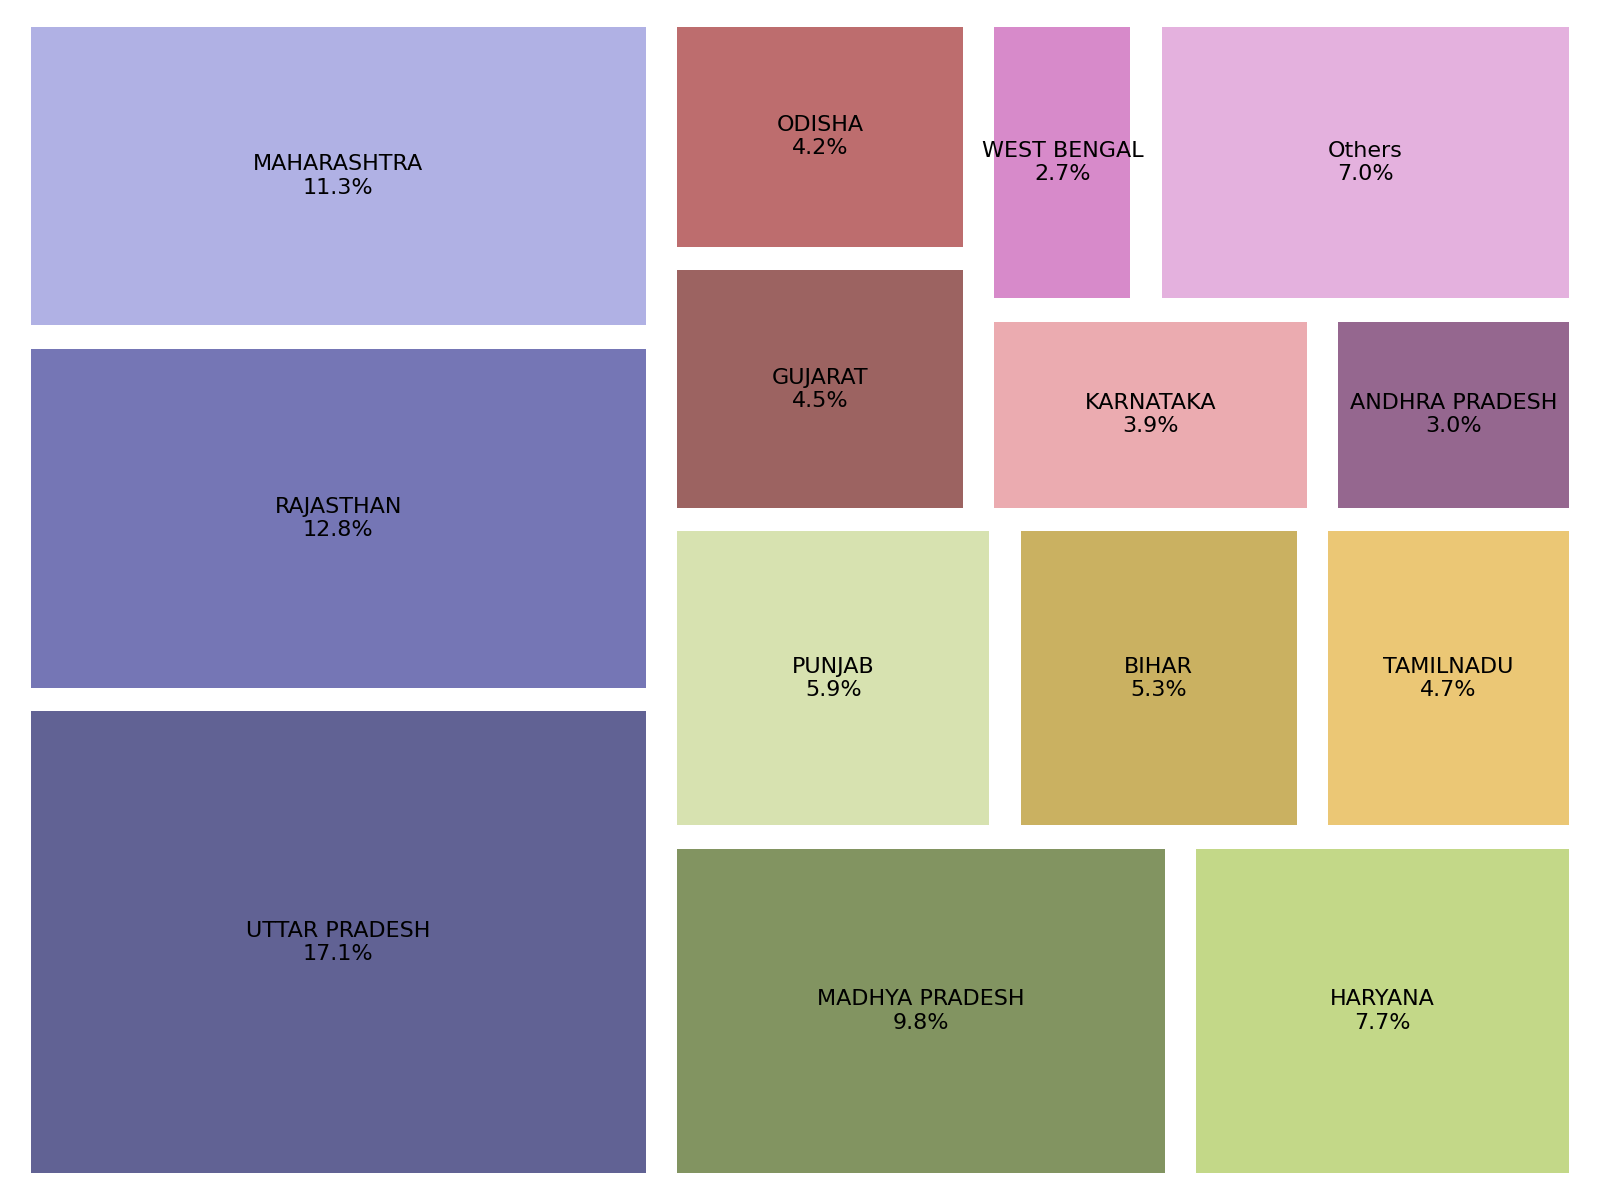 MAHARASHTRA
11.3%
RAJASTHAN
12.8%
UTTAR PRADESH
17.1%
ODISHA
4.2%
GUJARAT
4.5%
WEST BENGAL
2.7%
Others
7.0%
KARNATAKA
3.9%
ANDHRA PRADESH
3.0%
PUNJAB
5.9%
BIHAR
5.3%
TAMILNADU
4.7%
MADHYA PRADESH
9.8%
HARYANA
7.7%